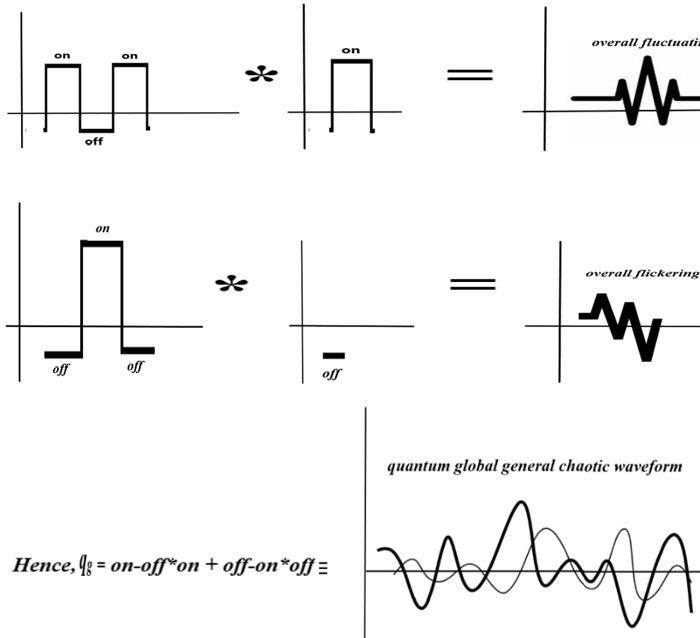 on on * on = overall fluctuati
off
on * = overall flickering
off off off
quantum global general chaotic waveform
Hence, qg = on-off*on + off-on*off ≡